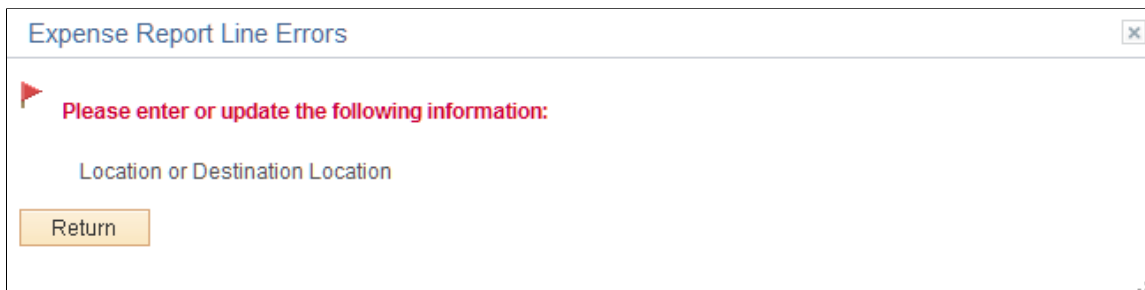 Expense Report Line Errors
Please enter or update the following information:
Location or Destination Location
Return